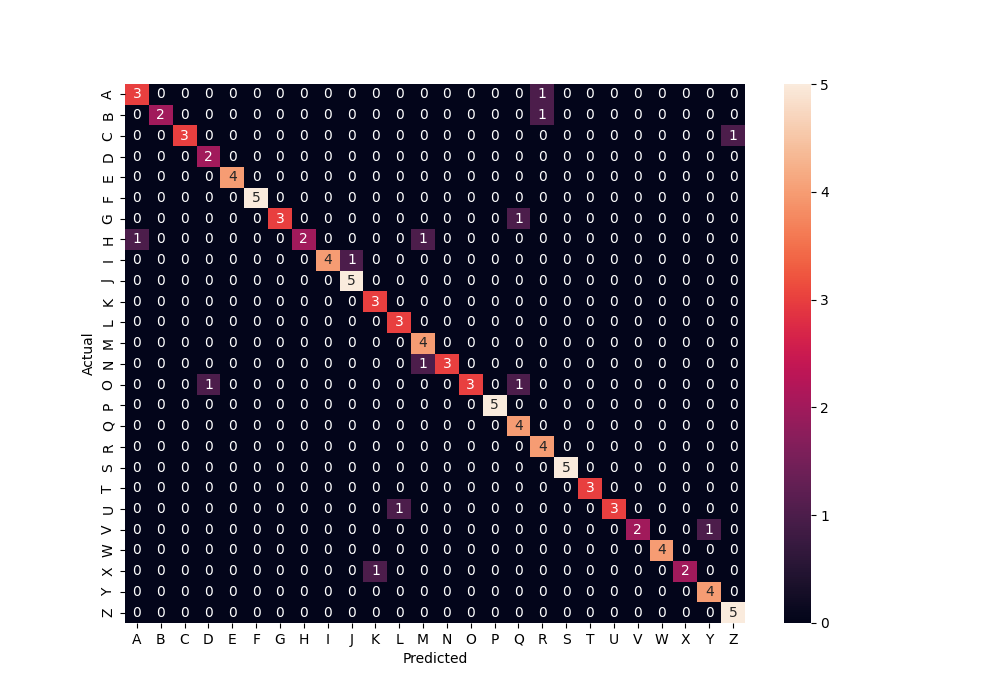 A 3 0 0 0 0 0 0 0 0 0 0 0 0 0 0 0 0 1 0 0 0 0 0 0 0 0
B 0 2 0 0 0 0 0 0 0 0 0 0 0 0 0 0 0 1 0 0 0 0 0 0 0 0
C 0 0 3 0 0 0 0 0 0 0 0 0 0 0 0 0 0 0 0 0 0 0 0 0 0 1
D 0 0 0 2 0 0 0 0 0 0 0 0 0 0 0 0 0 0 0 0 0 0 0 0 0 0
E 0 0 0 0 4 0 0 0 0 0 0 0 0 0 0 0 0 0 0 0 0 0 0 0 0 0
F 0 0 0 0 0 5 0 0 0 0 0 0 0 0 0 0 0 0 0 0 0 0 0 0 0 0
G 0 0 0 0 0 0 3 0 0 0 0 0 0 0 0 0 1 0 0 0 0 0 0 0 0 0
H 1 0 0 0 0 0 0 2 0 0 0 0 1 0 0 0 0 0 0 0 0 0 0 0 0 0
I 0 0 0 0 0 0 0 0 4 1 0 0 0 0 0 0 0 0 0 0 0 0 0 0 0 0
J 0 0 0 0 0 0 0 0 0 5 0 0 0 0 0 0 0 0 0 0 0 0 0 0 0 0
K 0 0 0 0 0 0 0 0 0 0 3 0 0 0 0 0 0 0 0 0 0 0 0 0 0 0
L 0 0 0 0 0 0 0 0 0 0 0 3 0 0 0 0 0 0 0 0 0 0 0 0 0 0
M 0 0 0 0 0 0 0 0 0 0 0 0 4 0 0 0 0 0 0 0 0 0 0 0 0 0
N 0 0 0 0 0 0 0 0 0 0 0 0 1 3 0 0 0 0 0 0 0 0 0 0 0 0
O 0 0 0 1 0 0 0 0 0 0 0 0 0 0 3 0 1 0 0 0 0 0 0 0 0 0
P 0 0 0 0 0 0 0 0 0 0 0 0 0 0 0 5 0 0 0 0 0 0 0 0 0 0
Q 0 0 0 0 0 0 0 0 0 0 0 0 0 0 0 0 4 0 0 0 0 0 0 0 0 0
R 0 0 0 0 0 0 0 0 0 0 0 0 0 0 0 0 0 4 0 0 0 0 0 0 0 0
S 0 0 0 0 0 0 0 0 0 0 0 0 0 0 0 0 0 0 5 0 0 0 0 0 0 0
T 0 0 0 0 0 0 0 0 0 0 0 0 0 0 0 0 0 0 0 3 0 0 0 0 0 0
U 0 0 0 0 0 0 0 0 0 0 0 1 0 0 0 0 0 0 0 0 3 0 0 0 0 0
V 0 0 0 0 0 0 0 0 0 0 0 0 0 0 0 0 0 0 0 0 0 2 0 0 1 0
W 0 0 0 0 0 0 0 0 0 0 0 0 0 0 0 0 0 0 0 0 0 0 4 0 0 0
X 0 0 0 0 0 0 0 0 0 0 1 0 0 0 0 0 0 0 0 0 0 0 0 2 0 0
Y 0 0 0 0 0 0 0 0 0 0 0 0 0 0 0 0 0 0 0 0 0 0 0 0 4 0
Z 0 0 0 0 0 0 0 0 0 0 0 0 0 0 0 0 0 0 0 0 0 0 0 0 0 5
A B C D E F G H I J K L M N O P Q R S T U V W X Y Z
Predicted
Actual
5
4
3
2
1
0